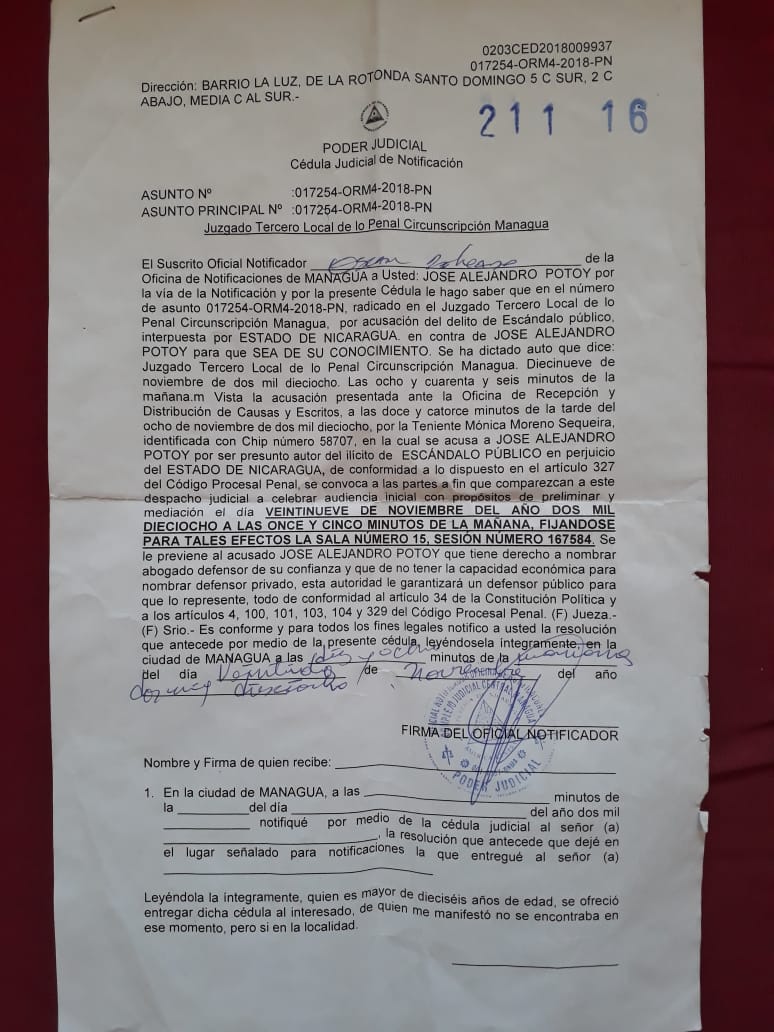 0203CED2018009937
017254-ORM4-2018-PN
Dirección: BARRIO LA LUZ, DE LA ROTONDA SANTO DOMINGO 5 C SUR, 2 C
ABAJO, MEDIA C AL SUR.-
211 16
PODER JUDICIAL
Cédula Judicial de Notificación
ASUNTO Nº :017254-ORM4-2018-PN
ASUNTO PRINCIPAL Nº :017254-ORM4-2018-PN
Juzgado Tercero Local de lo Penal Circunscripción Managua
El Suscrito Oficial Notificador de la
Oficina de Notificaciones de MANAGUA a Usted: JOSE ALEJANDRO POTOY por
la vía de la Notificación y por la presente Cédula le hago saber que en el número
de asunto 017254-ORM4-2018-PN, radicado en el Juzgado Tercero Local de lo
Penal Circunscripción Managua, por acusación del delito de Escándalo público,
interpuesta por ESTADO DE NICARAGUA. en contra de JOSE ALEJANDRO
POTOY para que SEA DE SU CONOCIMIENTO. Se ha dictado auto que dice:
Juzgado Tercero Local de lo Penal Circunscripción Managua. Diecinueve de
noviembre de dos mil dieciocho. Las ocho y cuarenta y seis minutos de la
mañana.m Vista la acusación presentada ante la Oficina de Recepción y
Distribución de Causas y Escritos, a las doce y catorce minutos de la tarde del
ocho de noviembre de dos mil dieciocho, por la Teniente Mónica Moreno Sequeira,
identificada con Chip número 58707, en la cual se acusa a JOSE ALEJANDRO
POTOY por ser presunto autor del ilícito de ESCÁNDALO PÚBLICO en perjuicio
del ESTADO DE NICARAGUA, de conformidad a lo dispuesto en el artículo 327
del Código Procesal Penal, se convoca a las partes a fin que comparezcan a este
despacho judicial a celebrar audiencia inicial con propósitos de preliminar y
mediación el día VEINTINUEVE DE NOVIEMBRE DEL AÑO DOS MIL
DIECIOCHO A LAS ONCE Y CINCO MINUTOS DE LA MAÑANA, FIJANDOSE
PARA TALES EFECTOS LA SALA NÚMERO 15, SESIÓN NÚMERO 167584. Se
le previene al acusado JOSE ALEJANDRO POTOY que tiene derecho a nombrar
abogado defensor de su confianza y que de no tener la capacidad económica para
nombrar defensor privado, esta autoridad le garantizará un defensor público para
que lo represente, todo de conformidad al artículo 34 de la Constitución Política y
a los artículos 4, 100, 101, 103, 104 y 329 del Código Procesal Penal. (F) Jueza.-
(F) Srio.- Es conforme y para todos los fines legales notifico a usted la resolución
que antecede por medio de la presente cédula, leyéndosela íntegramente, en la
ciudad de MANAGUA a las minutos de la mañana
del día de Noviembre del año
dieciocho
FIRMA DEL OFICIAL NOTIFICADOR
PODER JUDICIAL
Nombre y Firma de quien recibe:
1. En la ciudad de MANAGUA, a las minutos de
la del día del año dos mil
notifiqué por medio de la cédula judicial al señor (a)
, la resolución que antecede que dejé en
el lugar señalado para notificaciones la que entregué al señor (a)
Leyéndola la íntegramente, quien es mayor de dieciséis años de edad, se ofreció
entregar dicha cédula al interesado, de quien me manifestó no se encontraba en
ese momento, pero si en la localidad.